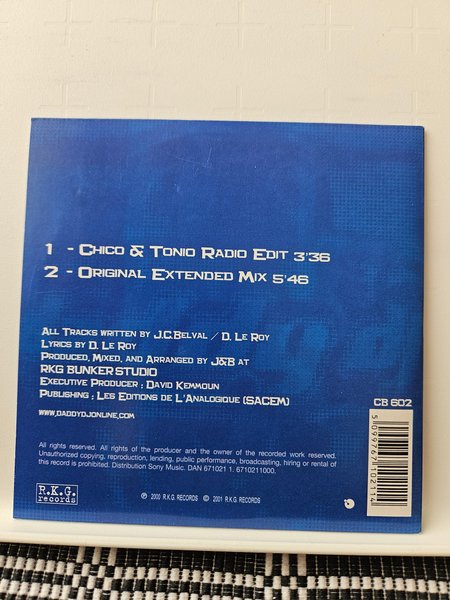 1 - Chico & Tonio Radio Edit 3'36
2 - Original Extended Mix 5'46
All Tracks written by J.C.Belval / D. Le Roy
Lyrics by D. Le Roy
Produced, Mixed, and Arranged by J&B at
RKG BUNKER STUDIO
Executive Producer : David Kemmoun
Publishing : Les Editions de L'Analogique (SACEM)
WWW.DADDYDJONLINE.COM
CB 602
5099767102114
All rights reserved. All rights of the producer and the owner of the recorded work reserved.
Unauthorized copying, reproduction, lending, public performance, broadcasting, hiring or rental of
this record is prohibited. Distribution Sony Music. DAN 671021 1. 6710211000.
R.K.G.
records
℗ 2000 R.K.G. RECORDS © 2001 R.K.G. RECORDS